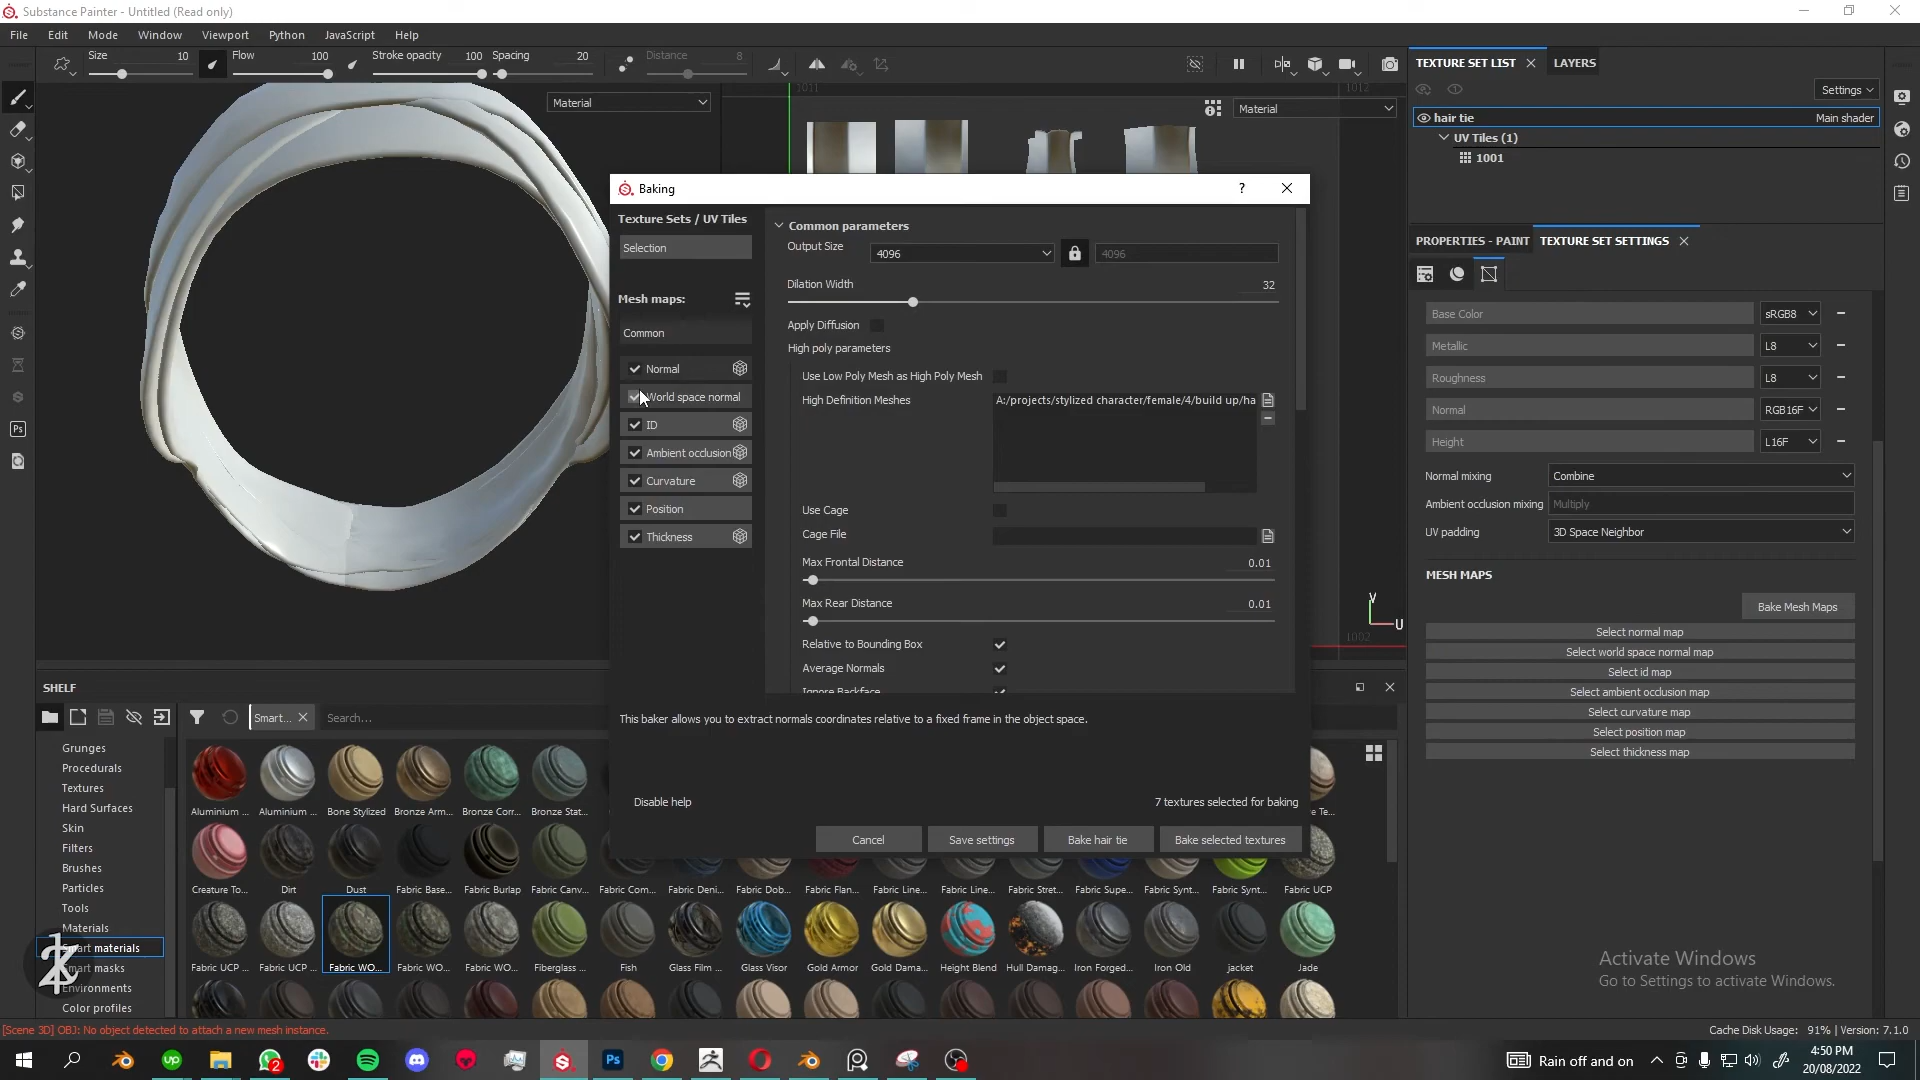 Substance Painter - Untitled (Read only)
File Edit Mode Window Viewport Python JavaScript Help
Size 10 Flow 100 Stroke opacity 100 Spacing 20 Distance 8
Material
1011
1012
Material
1002
V
U
TEXTURE SET LIST LAYERS
Settings
hair tie Main shader
UV Tiles (1)
1001
PROPERTIES - PAINT TEXTURE SET SETTINGS
Base Color sRGB8
Metallic L8
Roughness L8
Normal RGB16F
Height L16F
Normal mixing Combine
Ambient occlusion mixing Multiply
UV padding 3D Space Neighbor
MESH MAPS
Bake Mesh Maps
Select normal map
Select world space normal map
Select id map
Select ambient occlusion map
Select curvature map
Select position map
Select thickness map
Baking
?
Texture Sets / UV Tiles
Selection
Mesh maps:
Common
Normal
World space normal
ID
Ambient occlusion
Curvature
Position
Thickness
Common parameters
Output Size 4096 4096
Dilation Width 32
Apply Diffusion
High poly parameters
Use Low Poly Mesh as High Poly Mesh
High Definition Meshes A:/projects/stylized character/female/4/build up/ha
Use Cage
Cage File
Max Frontal Distance 0.01
Max Rear Distance 0.01
Relative to Bounding Box
Average Normals
Ignore Backface
This baker allows you to extract normals coordinates relative to a fixed frame in the object space.
Disable help 7 textures selected for baking
Cancel Save settings Bake hair tie Bake selected textures
SHELF
Smart... Search...
Grunges
Procedurals
Textures
Hard Surfaces
Skin
Filters
Brushes
Particles
Tools
Materials
Smart materials
Smart masks
Environments
Color profiles
Aluminium ... Aluminium ... Bone Stylized Bronze Arm... Bronze Corr... Bronze Stat...
Creature To... Dirt Dust Fabric Base... Fabric Burlap Fabric Canv... Fabric Com... Fabric Deni... Fabric Dob... Fabric Flan... Fabric Line... Fabric Line... Fabric Stret... Fabric Supe... Fabric Synt... Fabric Synt... Fabric UCP
Fabric UCP ... Fabric UCP ... Fabric WO... Fabric WO... Fabric WO... Fiberglass ... Fish Glass Film ... Glass Visor Gold Armor Gold Dama... Height Blend Hull Damag... Iron Forged... Iron Old jacket Jade
Activate Windows
Go to Settings to activate Windows.
[Scene 3D] OBJ: No object detected to attach a new mesh instance.
Cache Disk Usage: 91% | Version: 7.1.0
Ps
2
Rain off and on
4:50 PM
20/08/2022